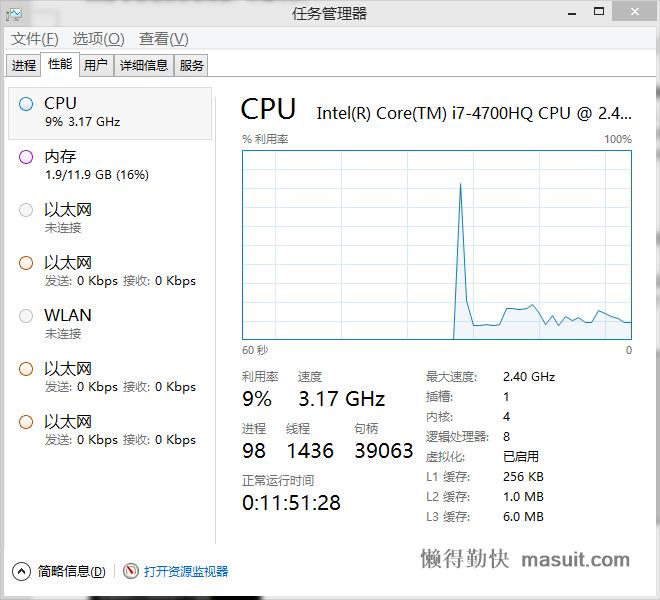 任务管理器
文件(F) 选项(O) 查看(V)
进程 性能 用户 详细信息 服务
CPU
9% 3.17 GHz
内存
1.9/11.9 GB (16%)
以太网
未连接
以太网
发送: 0 Kbps 接收: 0 Kbps
WLAN
未连接
以太网
发送: 0 Kbps 接收: 0 Kbps
以太网
发送: 0 Kbps 接收: 0 Kbps
CPU Intel(R) Core(TM) i7-4700HQ CPU @ 2.4...
% 利用率 100%
60 秒 0
利用率 速度
9% 3.17 GHz
进程 线程 句柄
98 1436 39063
正常运行时间
0:11:51:28
最大速度: 2.40 GHz
插槽: 1
内核: 4
逻辑处理器: 8
虚拟化: 已启用
L1 缓存: 256 KB
L2 缓存: 1.0 MB
L3 缓存: 6.0 MB
简略信息(D) 打开资源监视器
懒得勤快 masuit.com